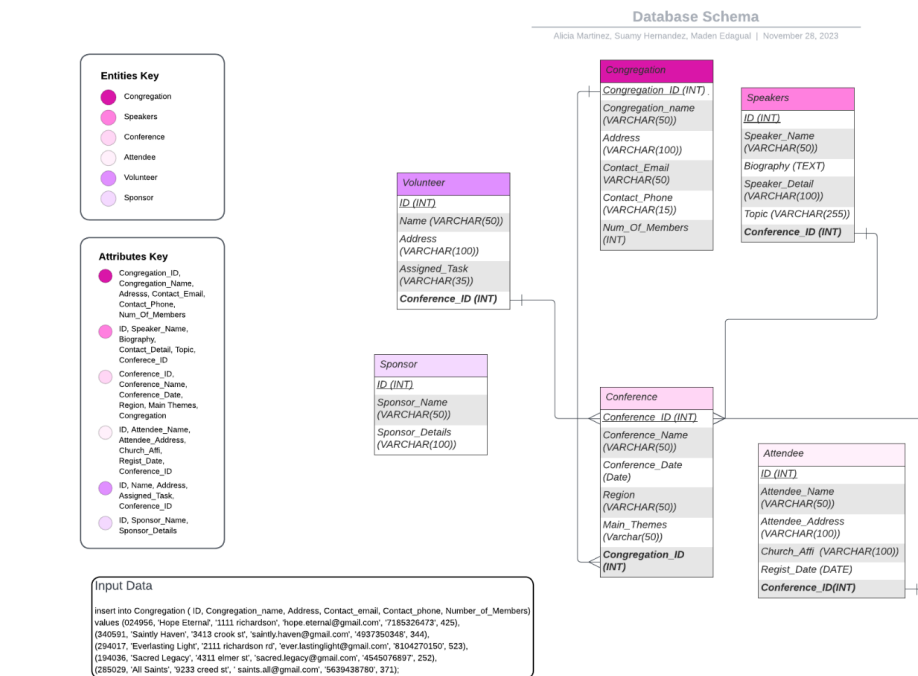 Database Schema
Alicia Martinez, Suamy Hernandez, Maden Edagual | November 28, 2023
Entities Key
Congregation
Speakers
Conference
Attendee
Volunteer
Sponsor
Attributes Key
Congregation_ID,
Congregation_Name,
Adresss, Contact_Email,
Contact_Phone,
Num_Of_Members
ID, Speaker_Name,
Biography,
Contact_Detail, Topic,
Conferece_ID
Conference_ID,
Conference_Name,
Conference_Date,
Region, Main Themes,
Congregation
ID, Attendee_Name,
Attendee_Address,
Church_Affi,
Regist_Date,
Conference_ID
ID, Name, Address,
Assigned_Task,
Conference_ID
ID, Sponsor_Name,
Sponsor_Details
Volunteer
ID (INT)
Name (VARCHAR(50))
Address
(VARCHAR(100))
Assigned_Task
(VARCHAR(35))
Conference_ID (INT)
Sponsor
ID (INT)
Sponsor_Name
(VARCHAR(50))
Sponsor_Details
(VARCHAR(100))
Congregation
Congregation_ID (INT)
Congregation_name
(VARCHAR(50))
Address
(VARCHAR(100))
Contact_Email
VARCHAR(50)
Contact_Phone
(VARCHAR(15))
Num_Of_Members
(INT)
Speakers
ID (INT)
Speaker_Name
(VARCHAR(50))
Biography (TEXT)
Speaker_Detail
(VARCHAR(100))
Topic (VARCHAR(255))
Conference_ID (INT)
Conference
Conference_ID (INT)
Conference_Name
(VARCHAR(50))
Conference_Date
(Date)
Region
(VARCHAR(50))
Main_Themes
(Varchar(50))
Congregation_ID
(INT)
Attendee
ID (INT)
Attendee_Name
(VARCHAR(50))
Attendee_Address
(VARCHAR(100))
Church_Affi (VARCHAR(100))
Regist_Date (DATE)
Conference_ID(INT)
Input Data
insert into Congregation ( ID, Congregation_name, Address, Contact_email, Contact_phone, Number_of_Members)
values (024956, 'Hope Eternal', '1111 richardson', 'hope.eternal@gmail.com', '7185326473', 425),
(340591, 'Saintly Haven', '3413 crook st', 'saintly.haven@gmail.com', '4937350348', 344),
(294017, 'Everlasting Light', '2111 richardson rd', 'ever.lastinglight@gmail.com', '8104270150', 523),
(194036, 'Sacred Legacy', '4311 elmer st', 'sacred.legacy@gmail.com', '4545076897', 252),
(285029, 'All Saints', '9233 creed st', ' saints.all@gmail.com', '5639438780', 371);